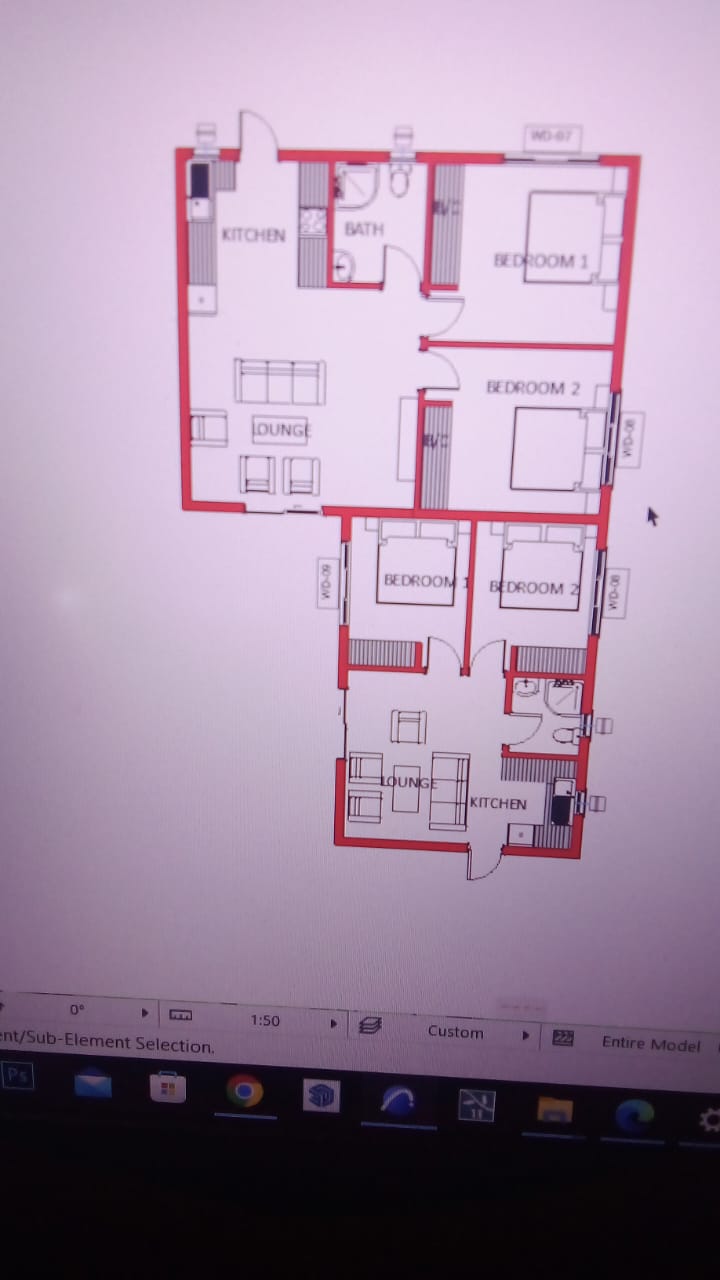 WD-07
KITCHEN
BATH
B/C
BEDROOM 1
BEDROOM 2
WD-08
B/C
LOUNGE
WD-09
BEDROOM 1
BEDROOM 2
WD-08
LOUNGE
KITCHEN
0°
1:50
Custom
Entire Model
ent/Sub-Element Selection.
Ps